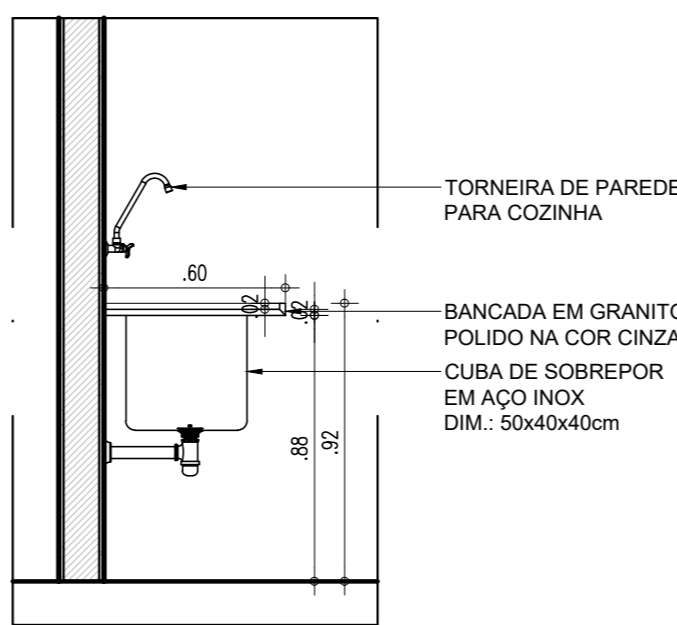 TORNEIRA DE PAREDE
PARA COZINHA
.60
.02
.02
BANCADA EM GRANITO
POLIDO NA COR CINZA
CUBA DE SOBREPOR
EM AÇO INOX
DIM.: 50x40x40cm
.88
.92